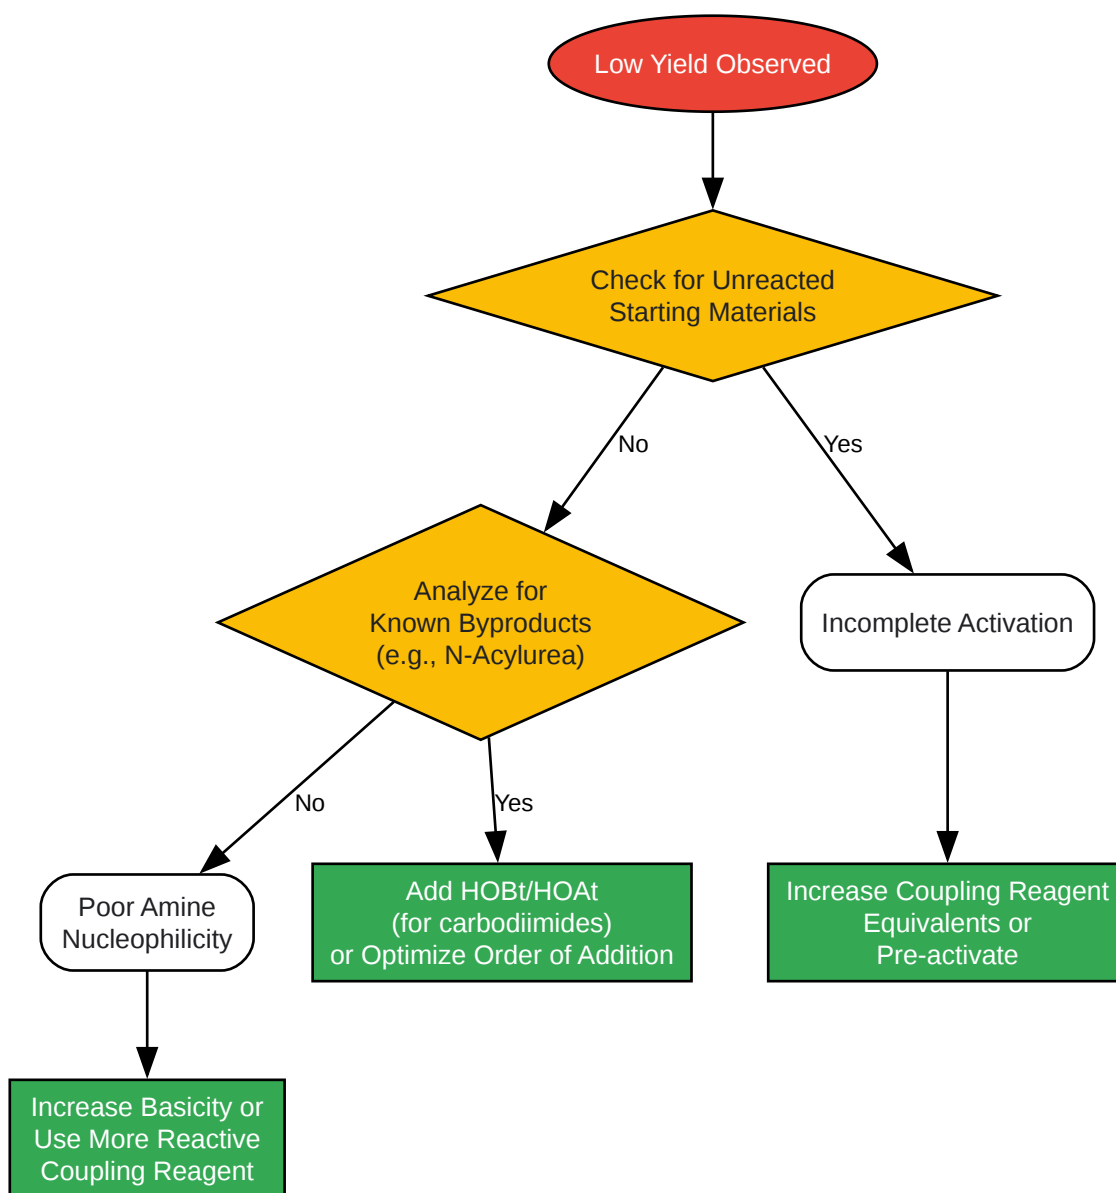 Low Yield Observed
Check for Unreacted
Starting Materials
No
Yes
Analyze for
Known Byproducts
(e.g., N-Acylurea)
Incomplete Activation
No
Yes
Poor Amine
Nucleophilicity
Add HOBt/HOAt
(for carbodiimides)
or Optimize Order of Addition
Increase Coupling Reagent
Equivalents or
Pre-activate
Increase Basicity or
Use More Reactive
Coupling Reagent